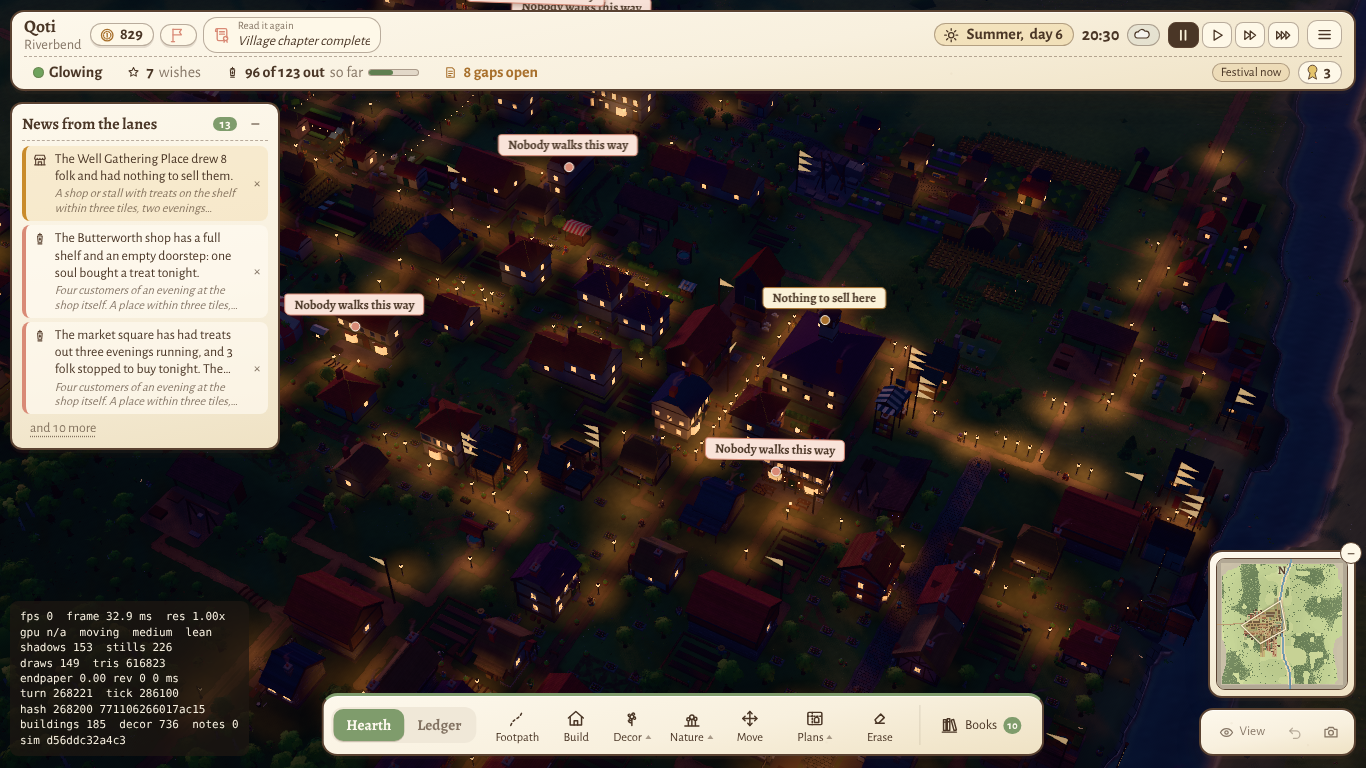 Nobody walks this way
Qoti
Riverbend
829
Read it again
Village chapter complete
Summer, day 6
20:30
Glowing
7 wishes
96 of 123 out so far
8 gaps open
Festival now
3
News from the lanes
13
The Well Gathering Place drew 8
folk and had nothing to sell them.
A shop or stall with treats on the shelf
within three tiles, two evenings…
The Butterworth shop has a full
shelf and an empty doorstep: one
soul bought a treat tonight.
Four customers of an evening at the
shop itself. A place within three tiles,…
The market square has had treats
out three evenings running, and 3
folk stopped to buy tonight. The…
Four customers of an evening at the
shop itself. A place within three tiles,…
and 10 more
Nobody walks this way
Nobody walks this way
Nothing to sell here
Nobody walks this way
N
fps 0 frame 32.9 ms res 1.00x
gpu n/a moving medium lean
shadows 153 stills 226
draws 149 tris 616823
endpaper 0.00 rev 0 0 ms
turn 268221 tick 286100
hash 268200 771106266017ac15
buildings 185 decor 736 notes 0
sim d56ddc32a4c3
Hearth
Ledger
Footpath
Build
Decor
Nature
Move
Plans
Erase
Books
10
View